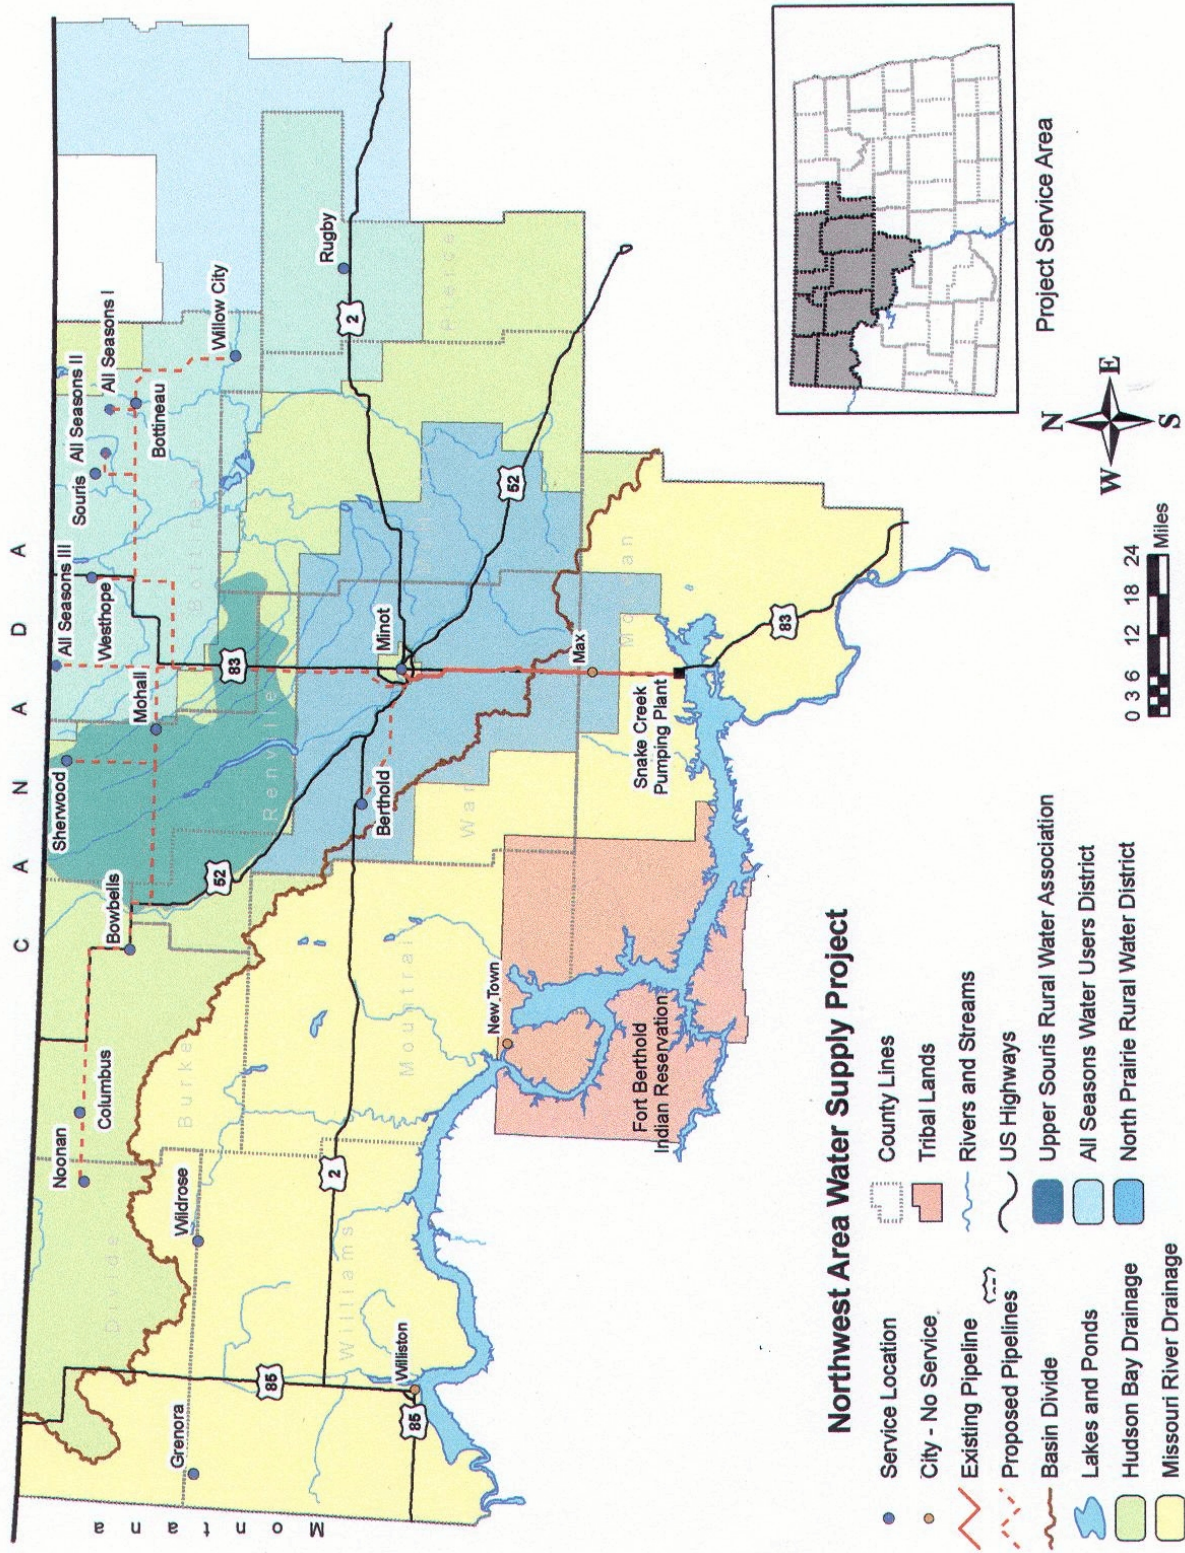 C A N A D A
M o n t a n a
Noonan
Columbus
Bowbells
Sherwood
Mohall
All Seasons III
Westhope
Souris
All Seasons II
All Seasons I
Bottineau
Willow City
Rugby
Grenora
Wildrose
Berthold
Minot
Max
Williston
New Town
Snake Creek
Pumping Plant
Fort Berthold
Indian Reservation
Divide
Burke
Renville
Williams
Mountrail
Pierce
85
85
2
52
83
2
52
83
Northwest Area Water Supply Project
Service Location
City - No Service
Existing Pipeline
Proposed Pipelines
Basin Divide
Lakes and Ponds
Hudson Bay Drainage
Missouri River Drainage
County Lines
Tribal Lands
Rivers and Streams
US Highways
Upper Souris Rural Water Association
All Seasons Water Users District
North Prairie Rural Water District
0 3 6 12 18 24
Miles
N
W E
S
Project Service Area